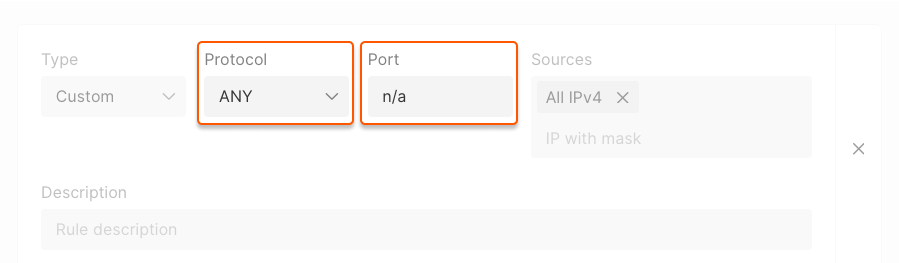 Type Protocol Port Sources
Custom ANY n/a All IPv4
IP with mask
Description
Rule description